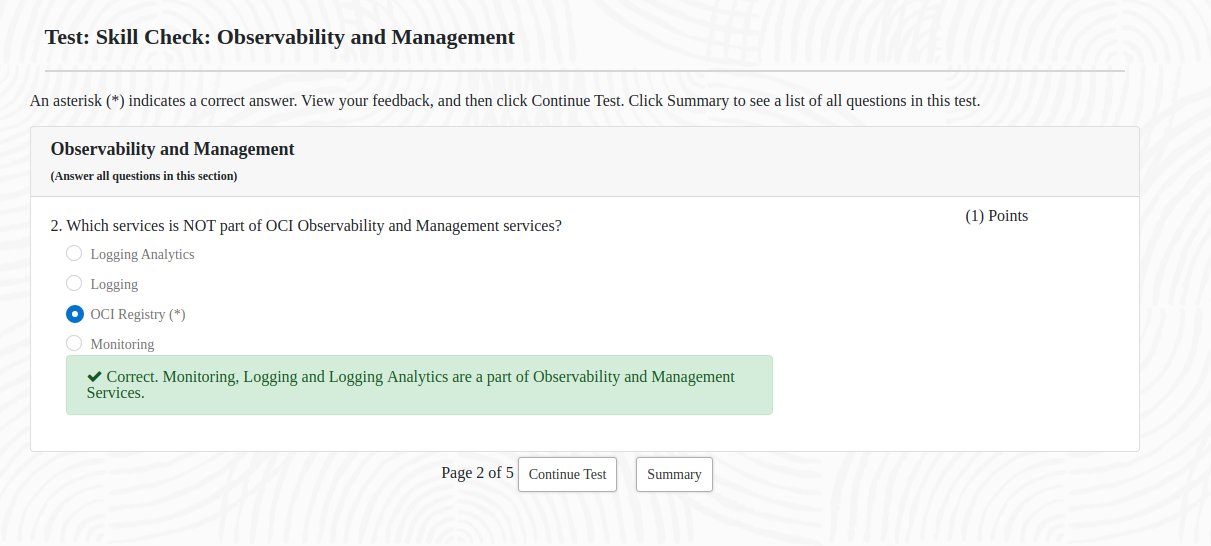 Test: Skill Check: Observability and Management
An asterisk (*) indicates a correct answer. View your feedback, and then click Continue Test. Click Summary to see a list of all questions in this test.
Observability and Management
(Answer all questions in this section)
2. Which services is NOT part of OCI Observability and Management services?
(1) Points
Logging Analytics
Logging
OCI Registry (*)
Monitoring
Correct. Monitoring, Logging and Logging Analytics are a part of Observability and Management
Services.
Page 2 of 5 Continue Test Summary